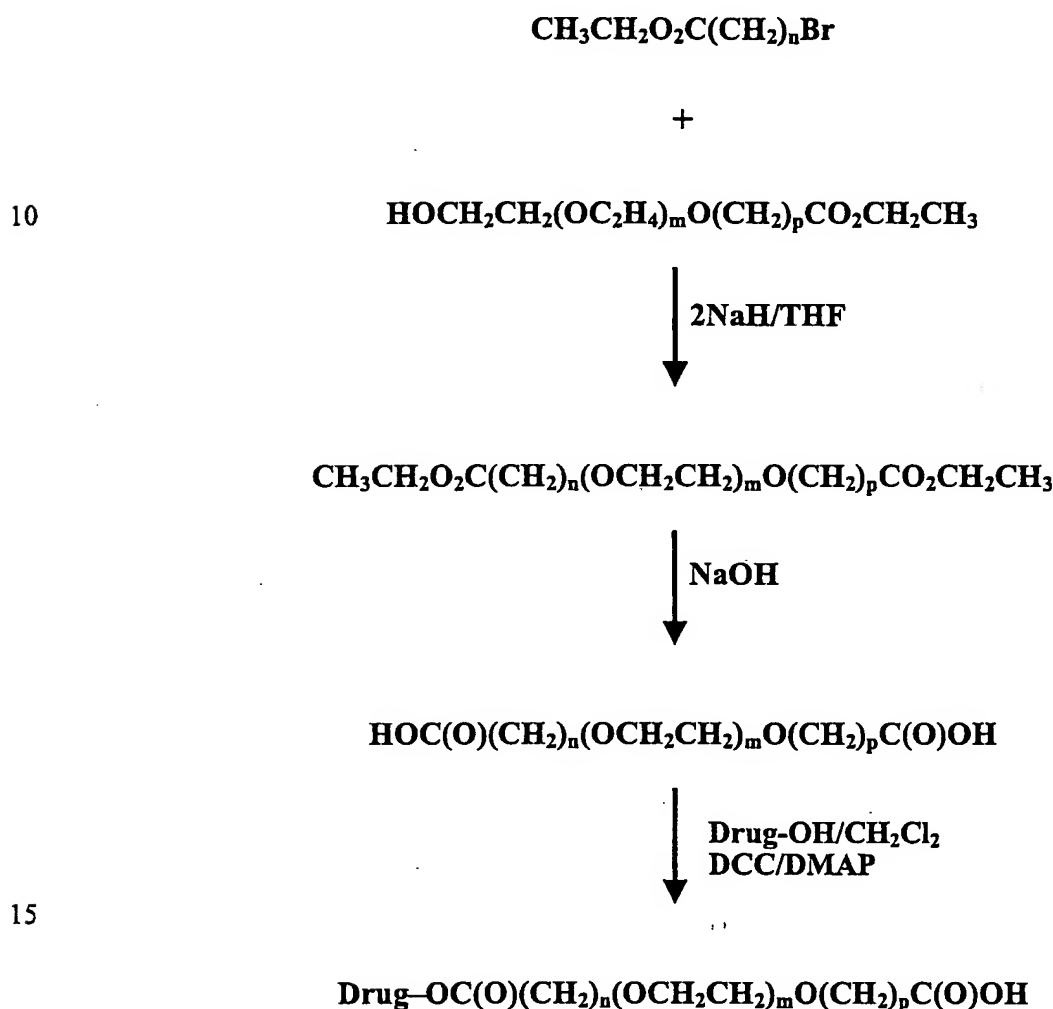 CH₃CH₂O₂C(CH₂)ₙBr
+
10
HOCH₂CH₂(OC₂H₄)ₘO(CH₂)ₚCO₂CH₂CH₃
2NaH/THF
CH₃CH₂O₂C(CH₂)ₙ(OCH₂CH₂)ₘO(CH₂)ₚCO₂CH₂CH₃
NaOH
HOC(O)(CH₂)ₙ(OCH₂CH₂)ₘO(CH₂)ₚC(O)OH
Drug-OH/CH₂Cl₂
DCC/DMAP
15
Drug–OC(O)(CH₂)ₙ(OCH₂CH₂)ₘO(CH₂)ₚC(O)OH